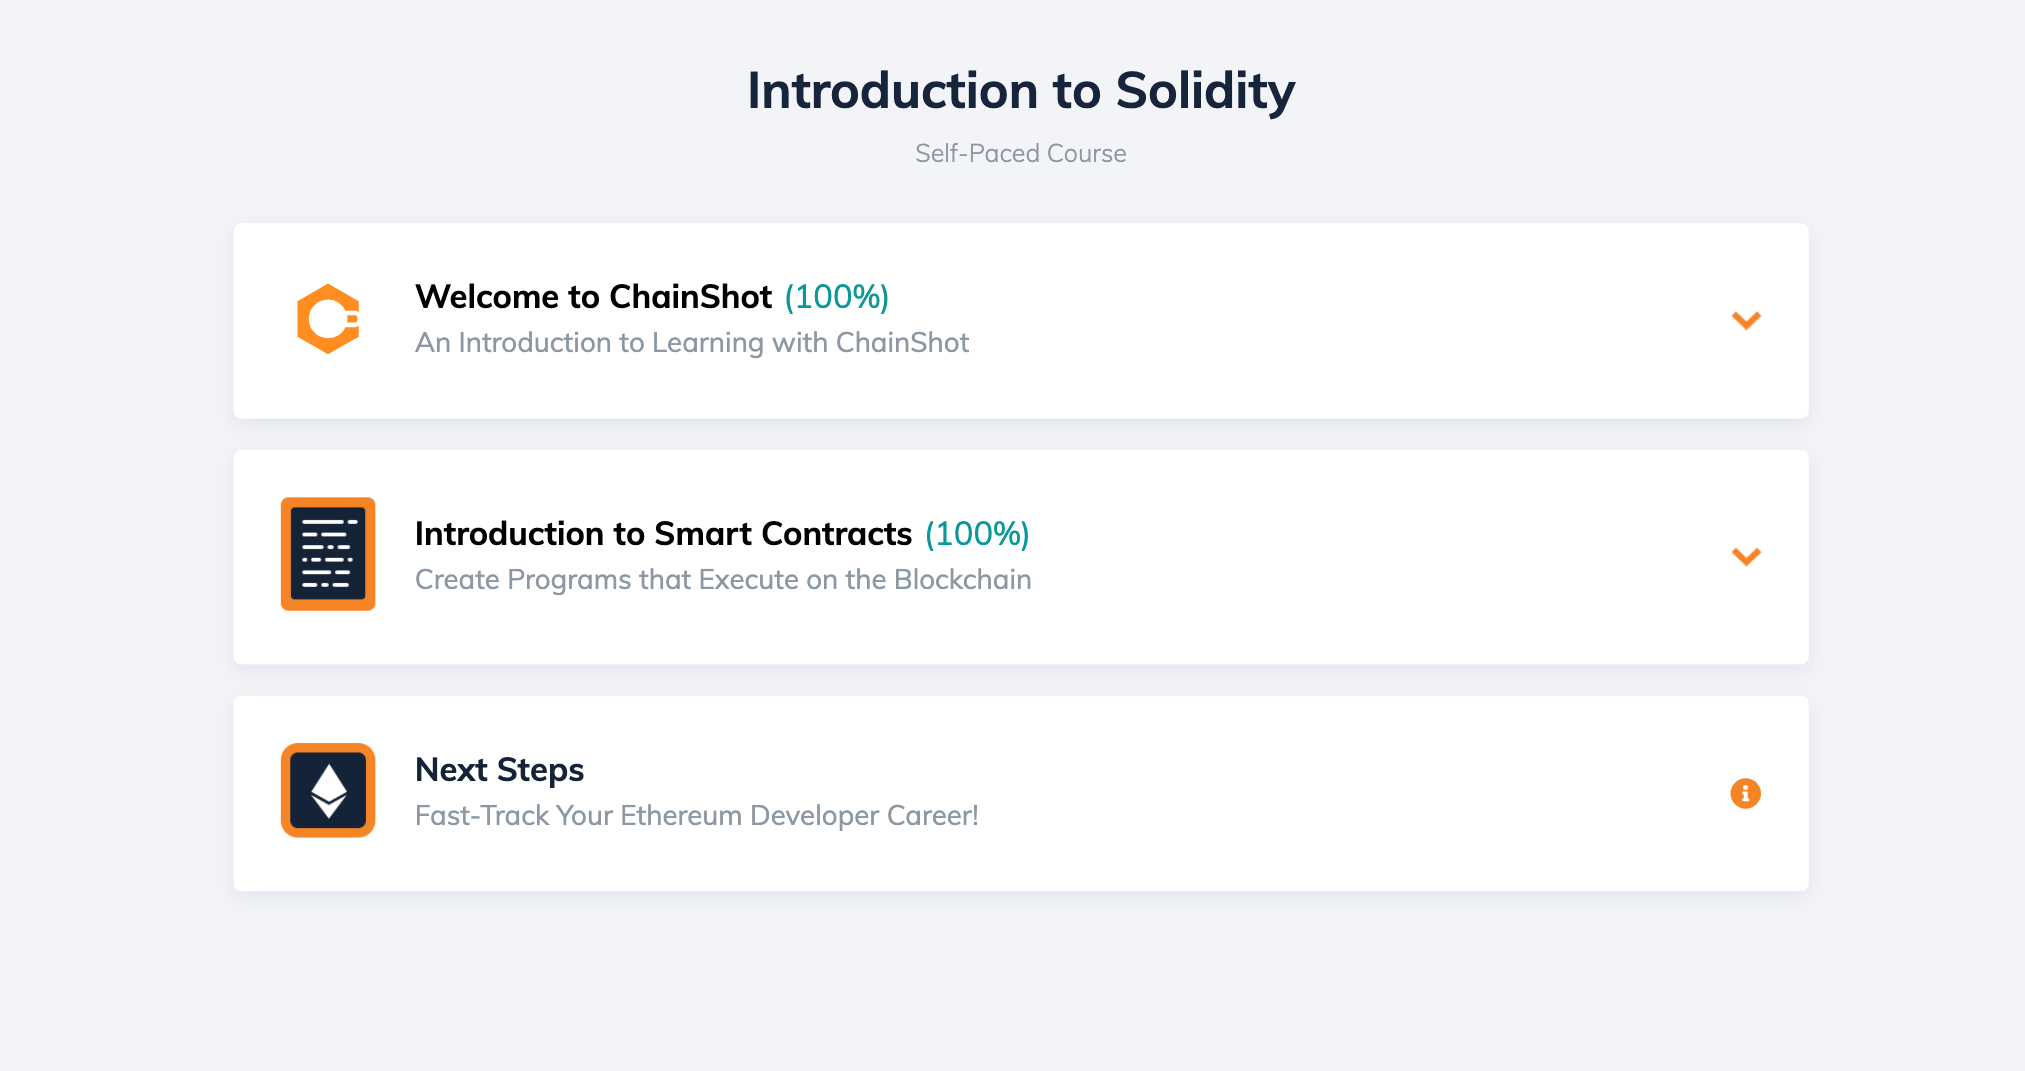 Introduction to Solidity
Self-Paced Course
Welcome to ChainShot (100%)
An Introduction to Learning with ChainShot
Introduction to Smart Contracts (100%)
Create Programs that Execute on the Blockchain
Next Steps
Fast-Track Your Ethereum Developer Career!